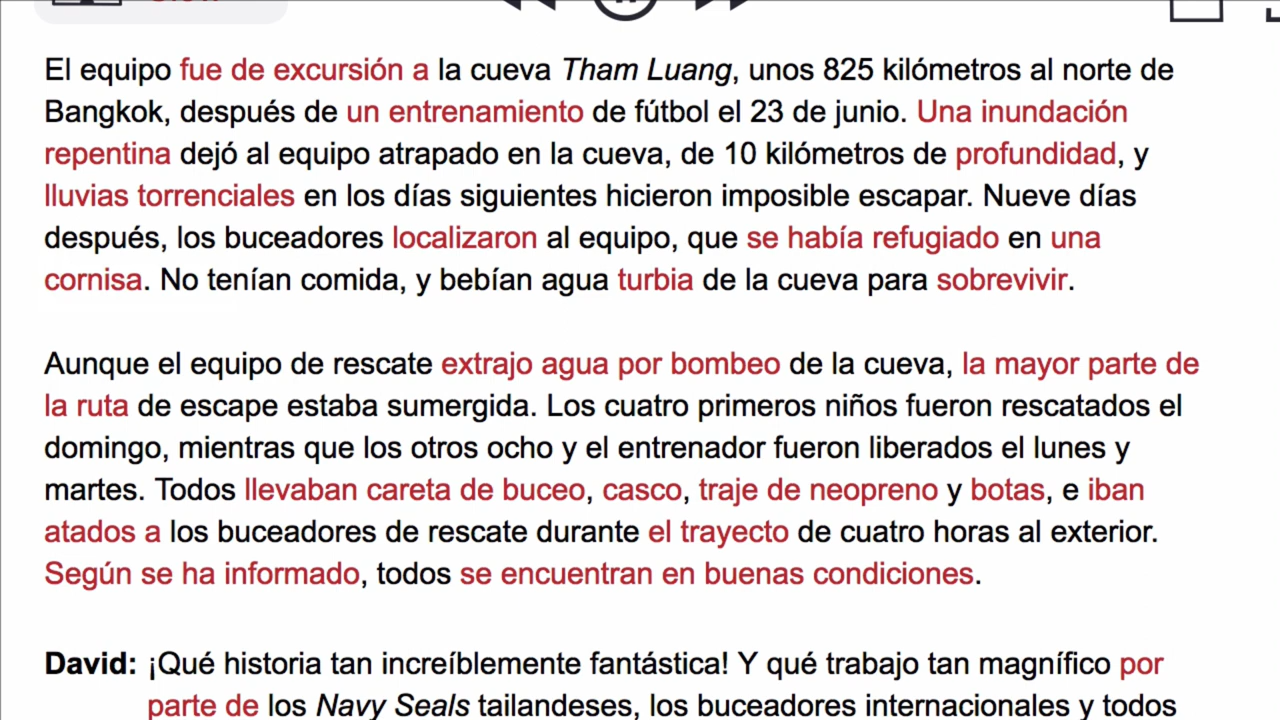 El equipo fue de excursión a la cueva Tham Luang, unos 825 kilómetros al norte de
Bangkok, después de un entrenamiento de fútbol el 23 de junio. Una inundación
repentina dejó al equipo atrapado en la cueva, de 10 kilómetros de profundidad, y
lluvias torrenciales en los días siguientes hicieron imposible escapar. Nueve días
después, los buceadores localizaron al equipo, que se había refugiado en una
cornisa. No tenían comida, y bebían agua turbia de la cueva para sobrevivir.
Aunque el equipo de rescate extrajo agua por bombeo de la cueva, la mayor parte de
la ruta de escape estaba sumergida. Los cuatro primeros niños fueron rescatados el
domingo, mientras que los otros ocho y el entrenador fueron liberados el lunes y
martes. Todos llevaban careta de buceo, casco, traje de neopreno y botas, e iban
atados a los buceadores de rescate durante el trayecto de cuatro horas al exterior.
Según se ha informado, todos se encuentran en buenas condiciones.
David: ¡Qué historia tan increíblemente fantástica! Y qué trabajo tan magnífico por
parte de los Navy Seals tailandeses, los buceadores internacionales y todos